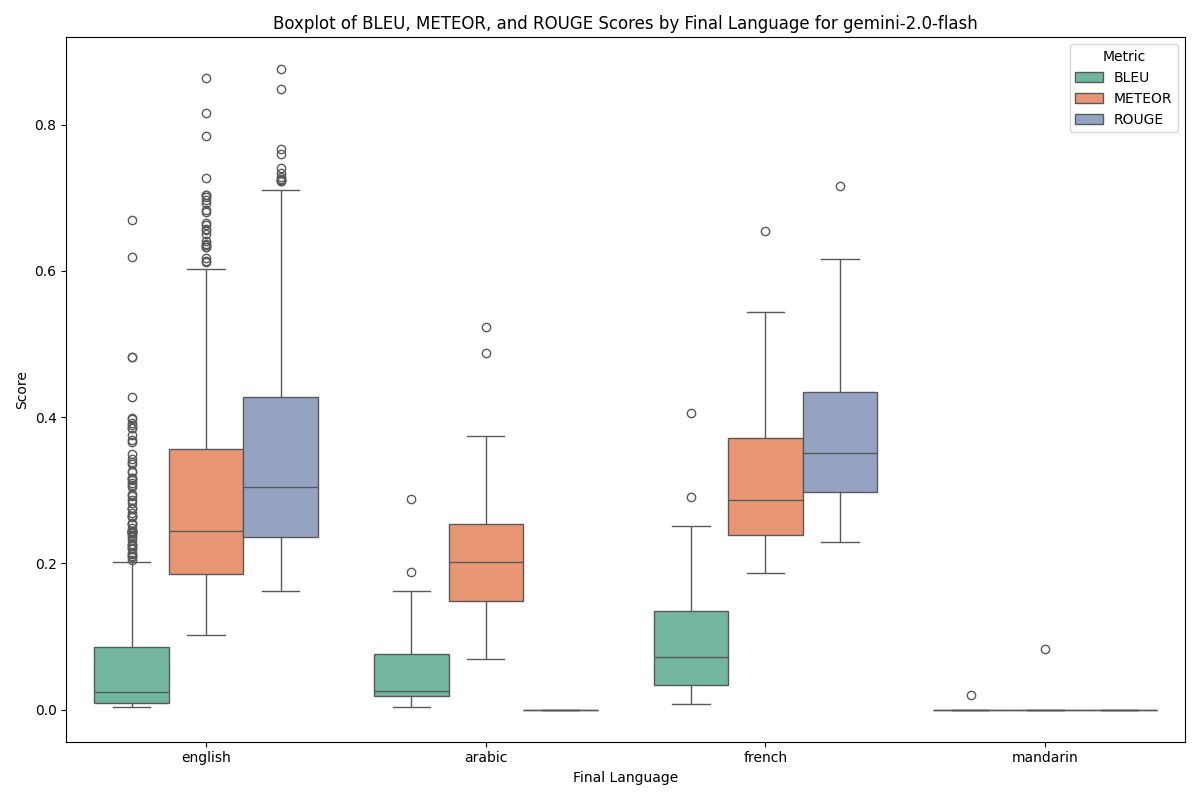 Boxplot of BLEU, METEOR, and ROUGE Scores by Final Language for gemini-2.0-flash
Metric
BLEU
METEOR
ROUGE
Score
0.8
0.6
0.4
0.2
0.0
english
arabic
french
mandarin
Final Language